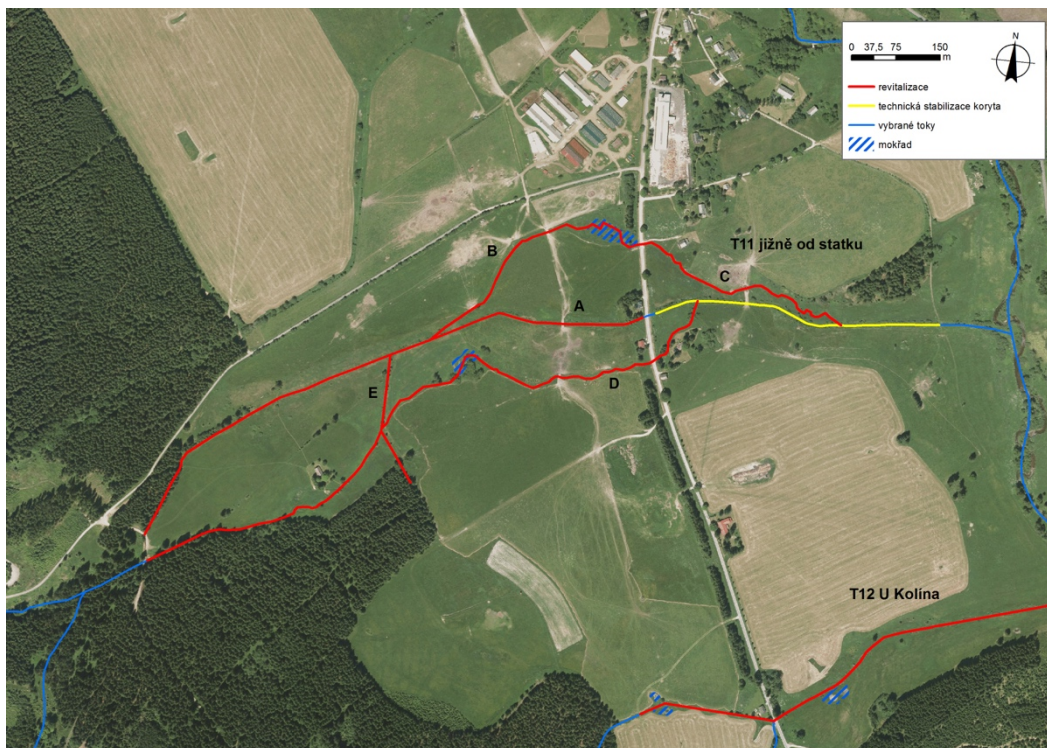 N
0 37,5 75 150
m
revitalizace
technická stabilizace koryta
vybrané toky
mokřad
B
T11 jižně od statku
C
A
D
E
T12 U Kolína